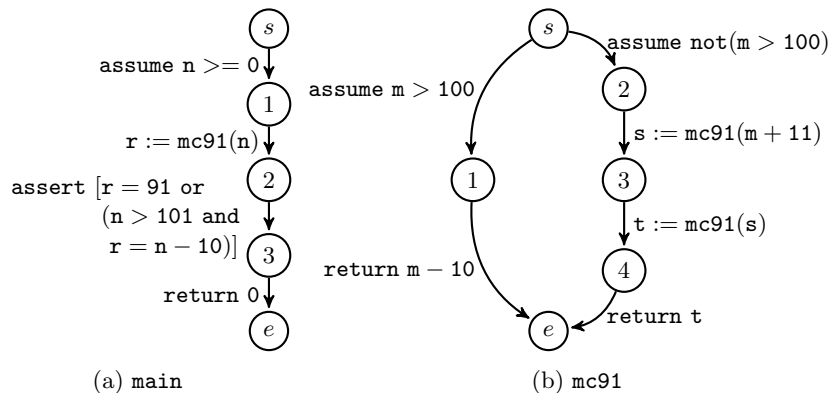 s
assume n >= 0
1
r := mc91(n)
2
assert [r = 91 or
(n > 101 and
r = n − 10)]
3
return 0
e
(a) main
s
assume m > 100
assume not(m > 100)
2
s := mc91(m + 11)
1
3
t := mc91(s)
return m − 10
4
return t
e
(b) mc91